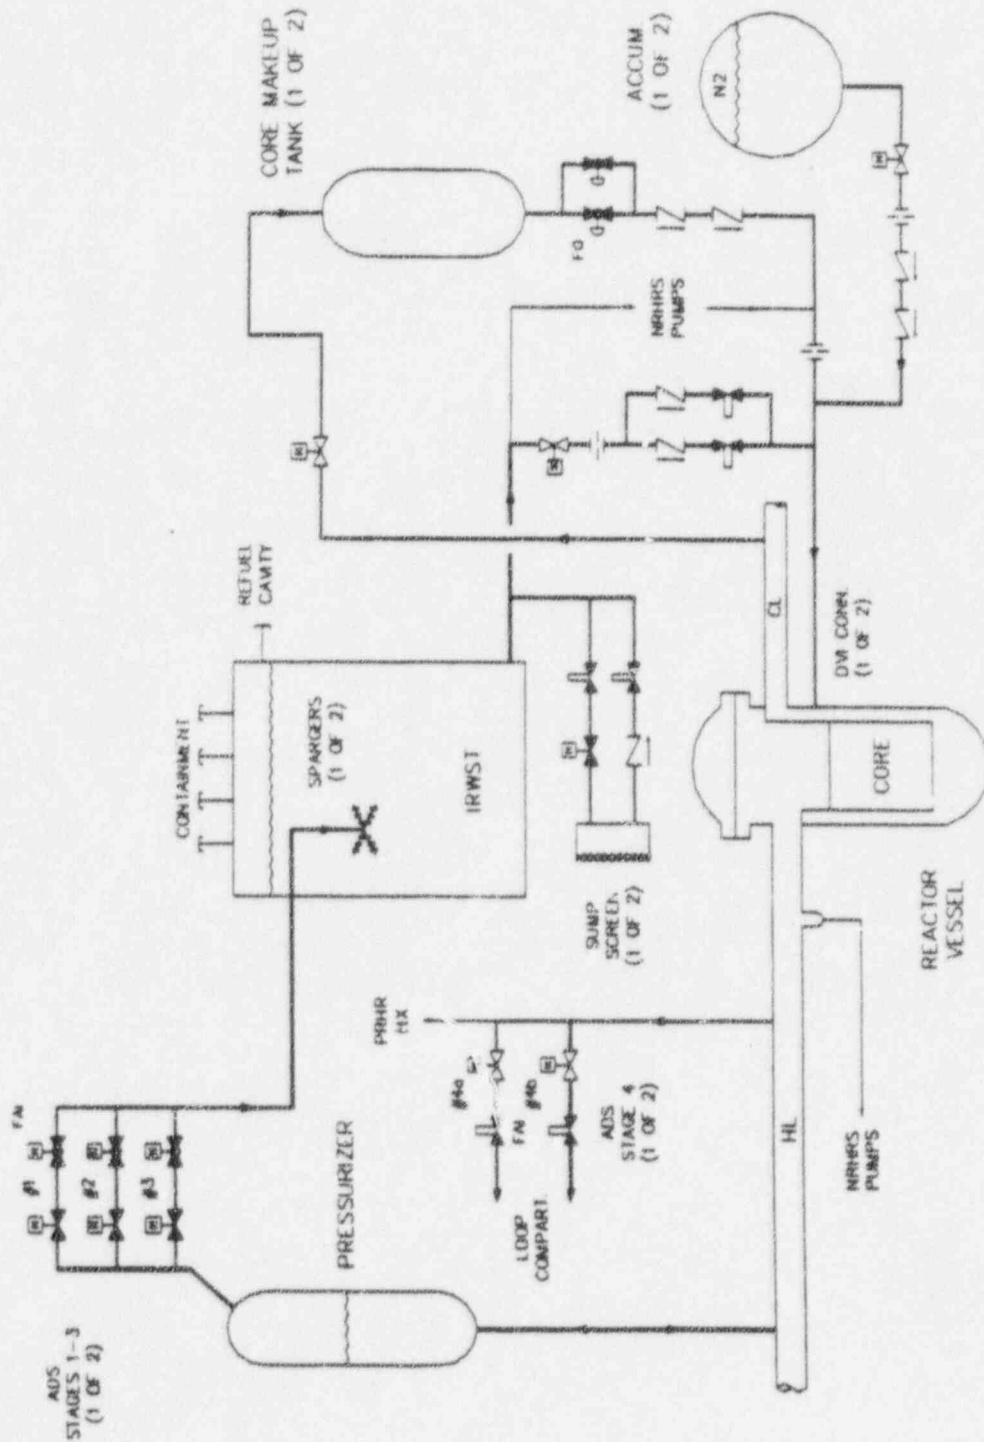 ADS
STAGES 1-3
(1 OF 2)
#1
#2
#3
PRESSURIZER
CONTAINMENT
REFUEL
CAVITY
SPARGERS
(1 OF 2)
IRWST
CORE MAKEUP
TANK (1 OF 2)
ACCUM.
(1 OF 2)
N2
NRHRS
PUMPS
SUMP
SCREEN
(1 OF 2)
PRHR
HX
#4a
FAI
#4b
ADS
STAGE 4
(1 OF 2)
LOOP
COMPART.
CL
DVI CONN.
(1 OF 2)
CORE
REACTOR
VESSEL
HL
NRHRS
PUMPS